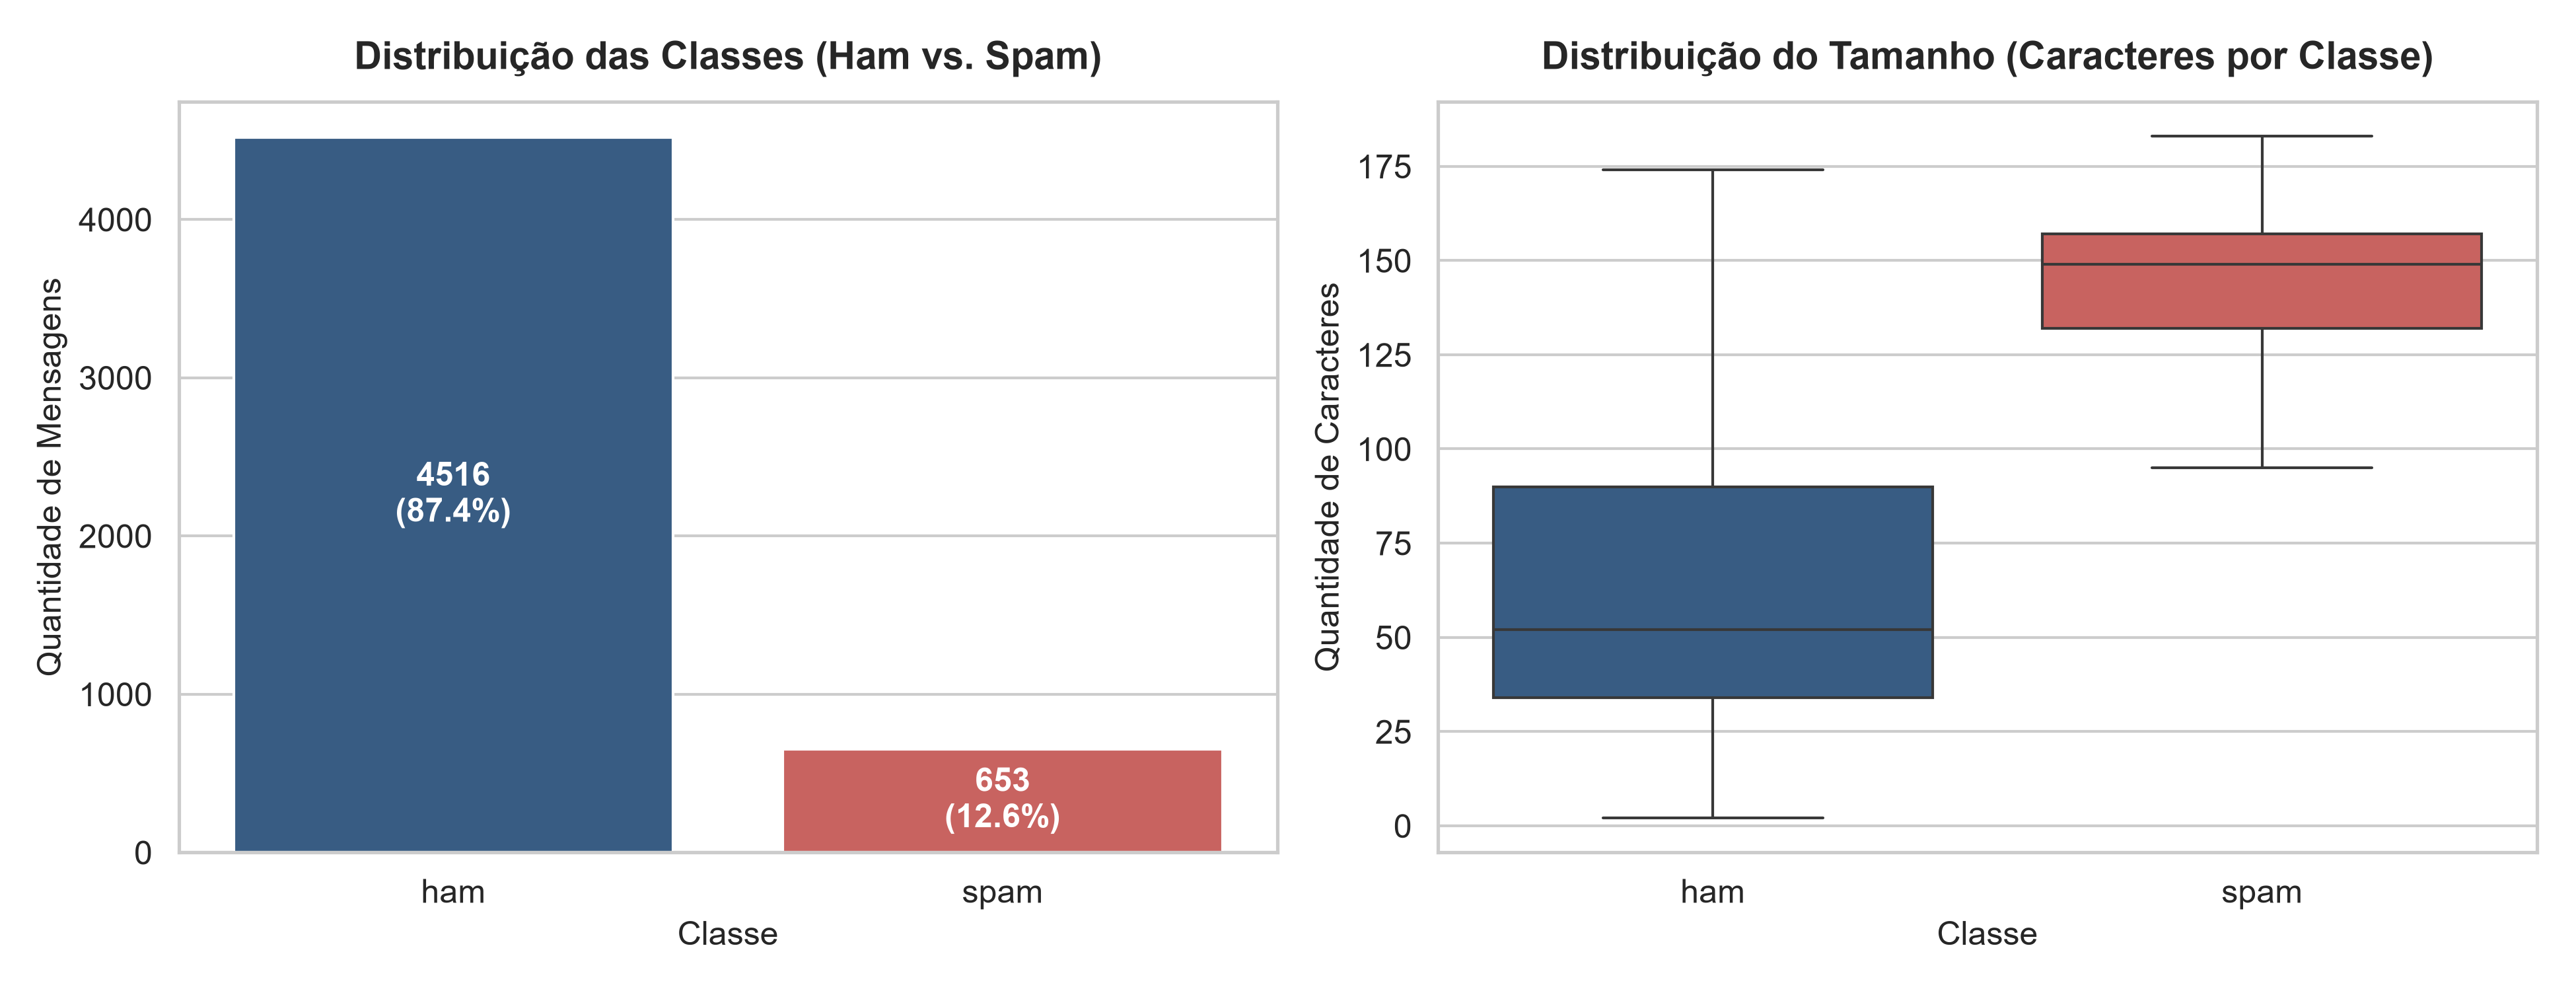 Distribuição das Classes (Ham vs. Spam)
Quantidade de Mensagens
4000
3000
2000
1000
0
4516
(87.4%)
653
(12.6%)
ham
spam
Classe
Distribuição do Tamanho (Caracteres por Classe)
Quantidade de Caracteres
175
150
125
100
75
50
25
0
ham
spam
Classe